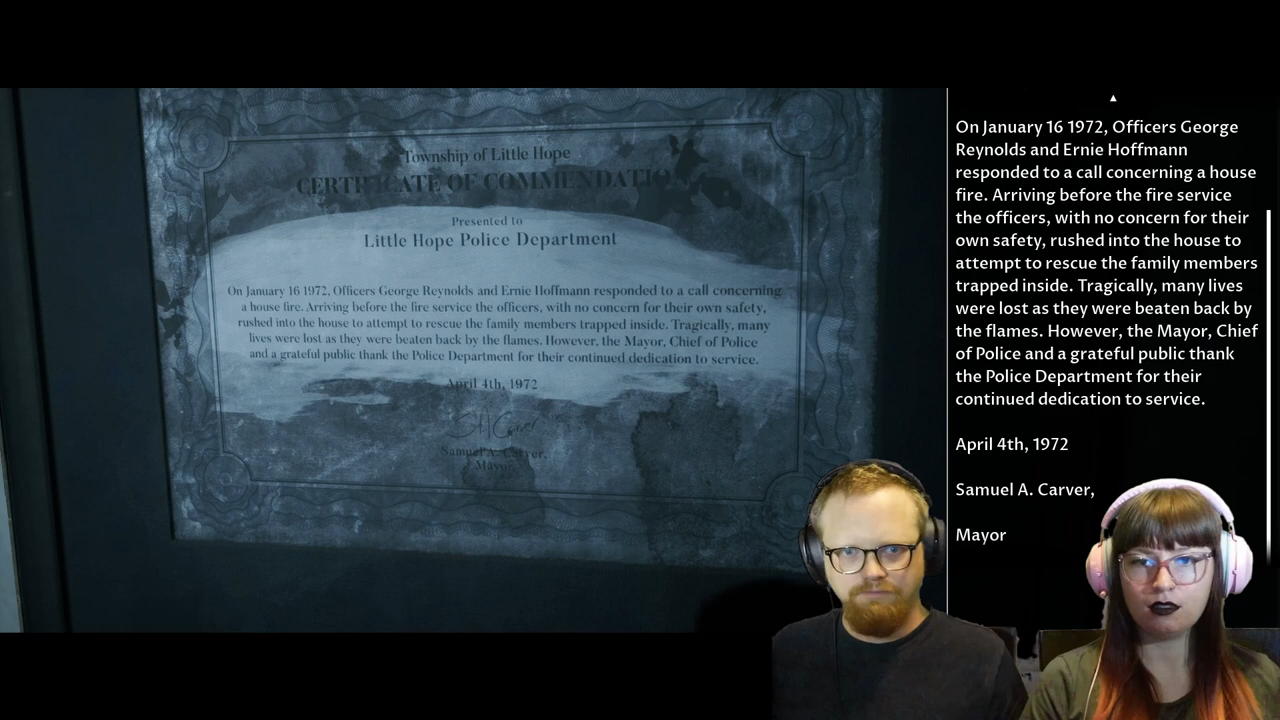 Township of Little Hope
CERTIFICATE OF COMMENDATIO
Presented to
Little Hope Police Department
On January 16 1972, Officers George Reynolds and Ernie Hoffmann responded to a call concerning
a house fire. Arriving before the fire service the officers, with no concern for their own safety,
rushed into the house to attempt to rescue the family members trapped inside. Tragically, many
lives were lost as they were beaten back by the flames. However, the Mayor, Chief of Police
and a grateful public thank the Police Department for their continued dedication to service.
April 4th, 1972
Samuel A. Carver,
Mayor
On January 16 1972, Officers George
Reynolds and Ernie Hoffmann
responded to a call concerning a house
fire. Arriving before the fire service
the officers, with no concern for their
own safety, rushed into the house to
attempt to rescue the family members
trapped inside. Tragically, many lives
were lost as they were beaten back by
the flames. However, the Mayor, Chief
of Police and a grateful public thank
the Police Department for their
continued dedication to service.
April 4th, 1972
Samuel A. Carver,
Mayor